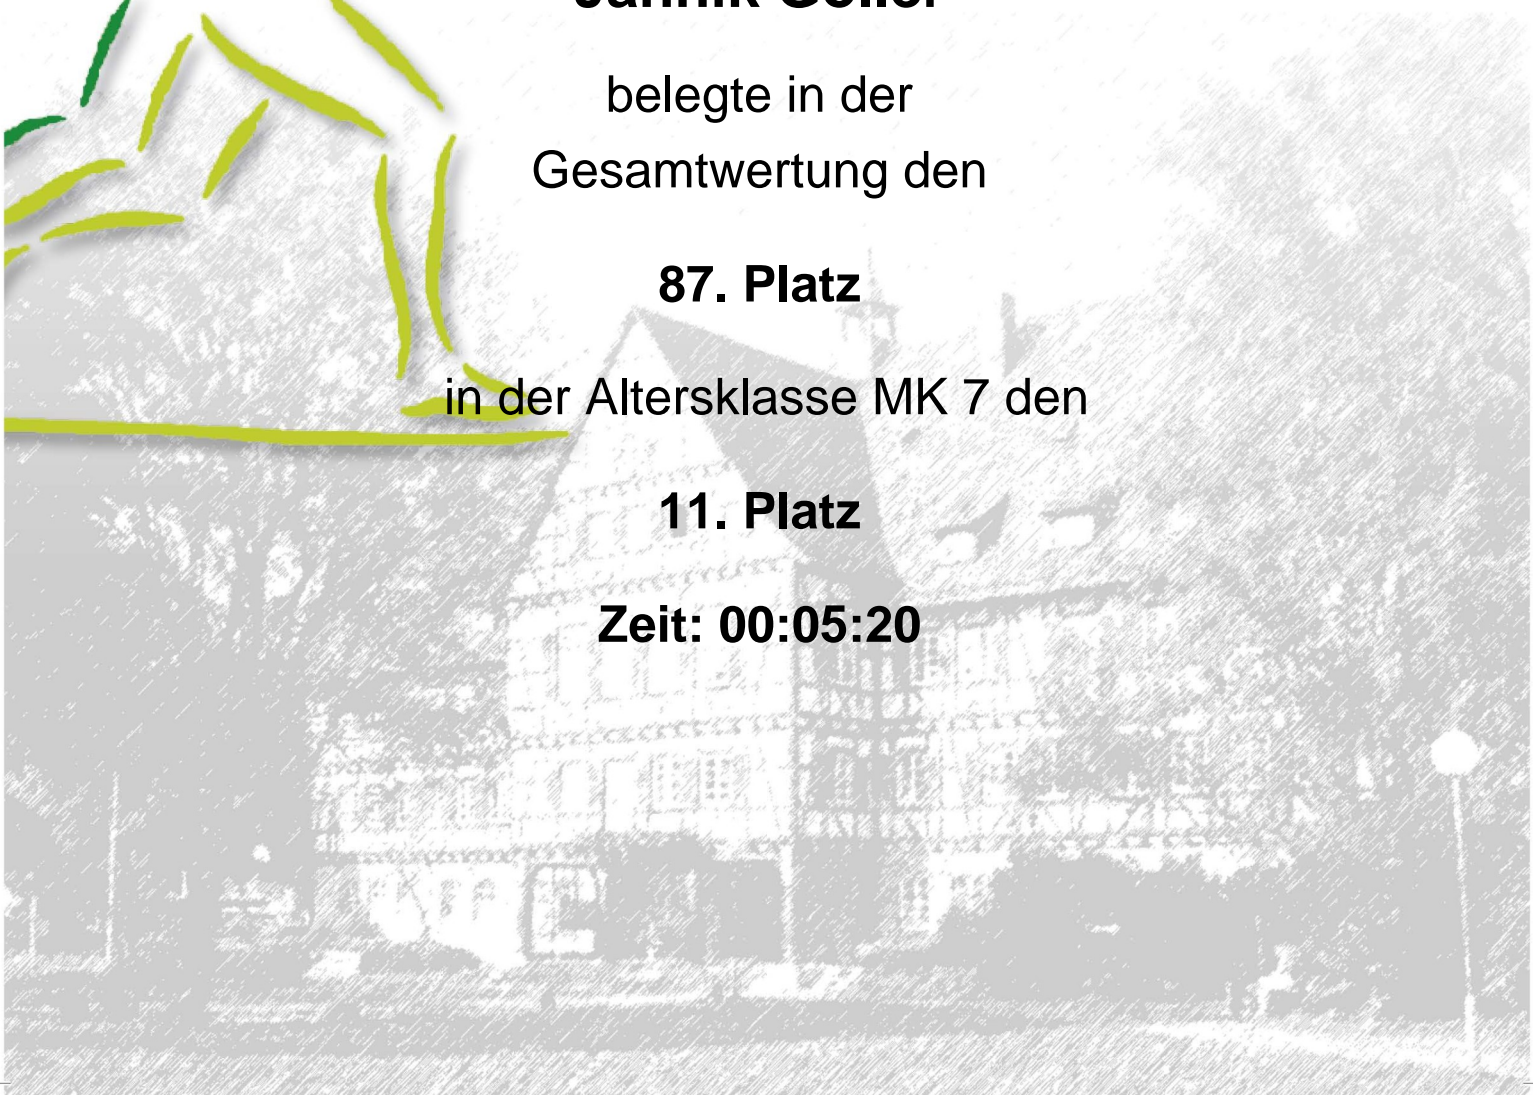 Jannik
belegte in der
Gesamtwertung den
87. Platz
in der Altersklasse MK 7 den
11. Platz
Zeit: 00:05:20